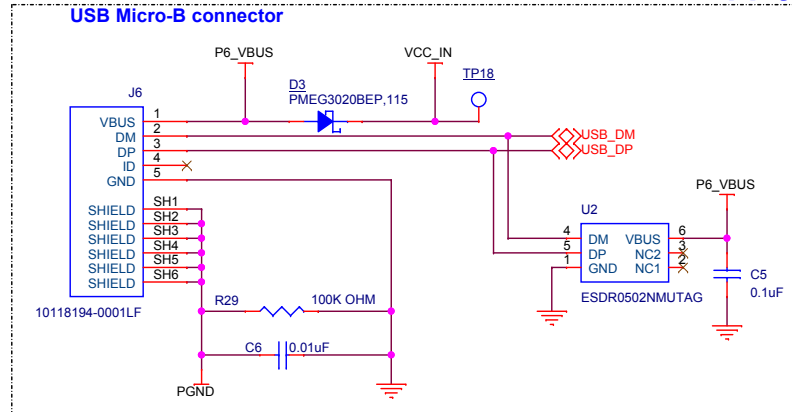 USB Micro-B connector
P6_VBUS
VCC_IN
TP18
J6
D3
PMEG3020BEP,115
VBUS 1
DM 2
DP 3
ID 4
GND 5
USB_DM
USB_DP
SHIELD SH1
SHIELD SH2
SHIELD SH3
SHIELD SH4
SHIELD SH5
SHIELD SH6
10118194-0001LF
R29 100K OHM
C6 0.01uF
PGND
P6_VBUS
U2
4 DM VBUS 6
5 DP NC2 3
1 GND NC1 2
ESDR0502NMUTAG
C5
0.1uF